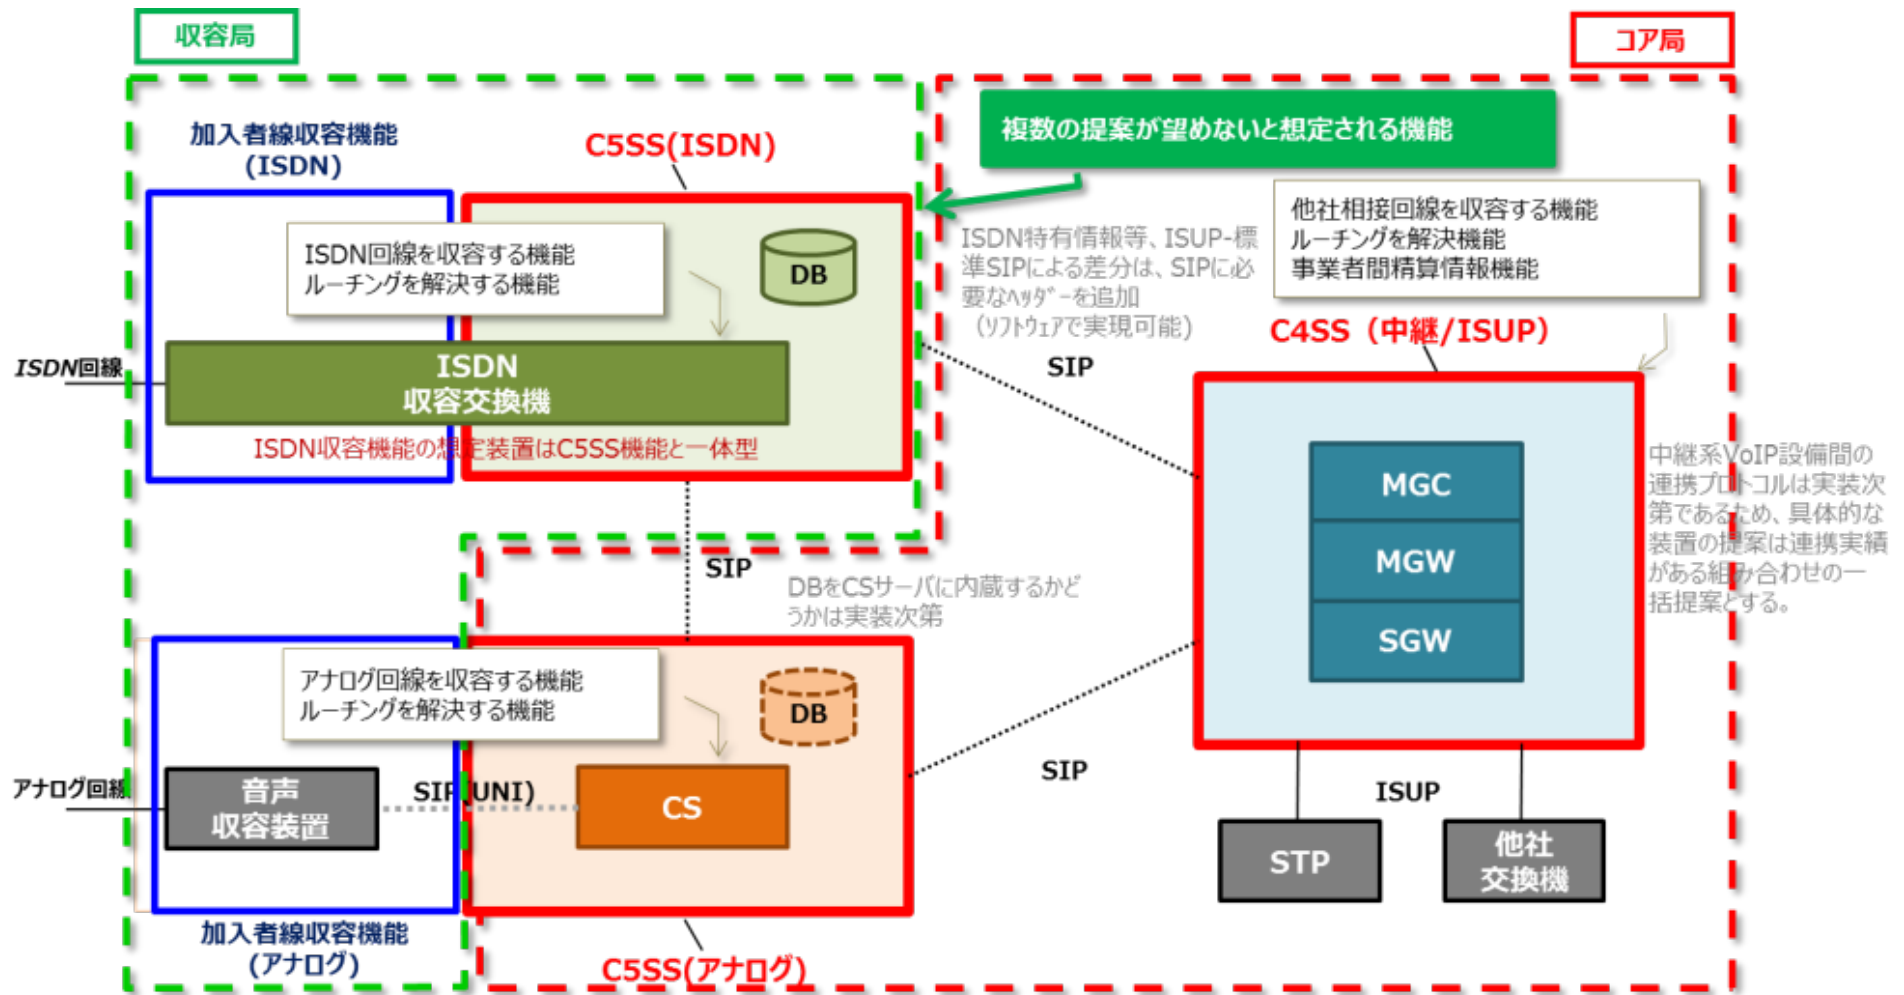 収容局
コア局
加入者線収容機能
(ISDN)
C5SS(ISDN)
複数の提案が望めないと想定される機能
ISDN回線を収容する機能
ルーチングを解決する機能
DB
ISDN特有情報等、ISUP-標
準SIPによる差分は、SIPに必
要なヘッダーを追加
（ソフトウェアで実現可能)
他社相接回線を収容する機能
ルーチングを解決機能
事業者間精算情報機能
C4SS（中継/ISUP）
ISDN回線
ISDN
収容交換機
ISDN収容機能の想定装置はC5SS機能と一体型
SIP
MGC
MGW
SGW
中継系VoIP設備間の
連携プロトコルは実装次
第であるため、具体的な
装置の提案は連携実績
がある組み合わせの一
括提案とする。
SIP
DBをCSサーバに内蔵するかど
うかは実装次第
アナログ回線を収容する機能
ルーチングを解決する機能
DB
アナログ回線
音声
収容装置
SIP(UNI)
CS
SIP
ISUP
STP
他社
交換機
加入者線収容機能
(アナログ)
C5SS(アナログ)